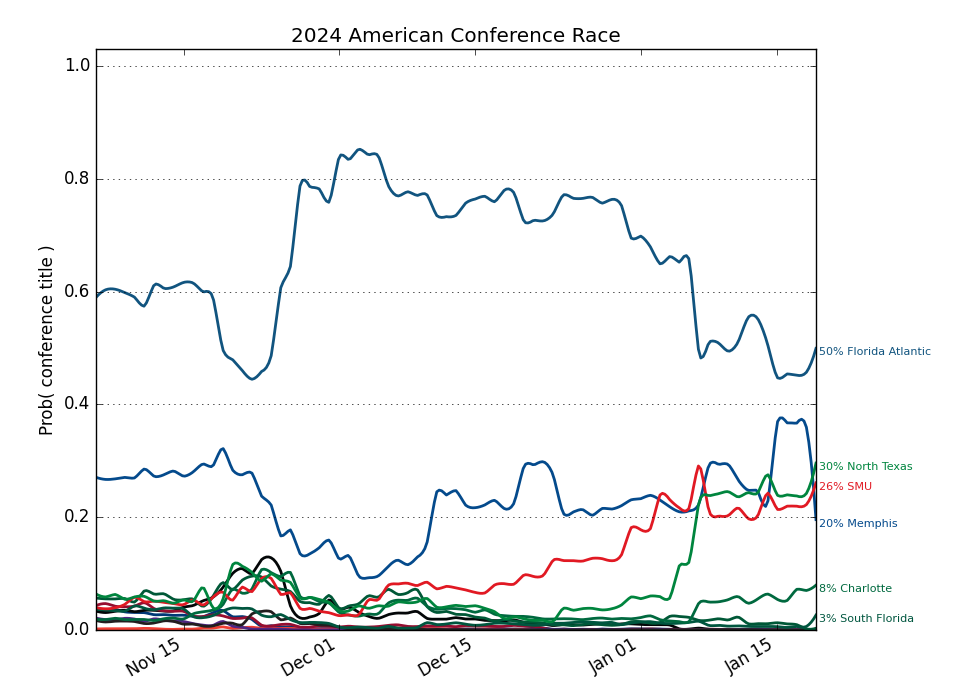 2024 American Conference Race
1.0
0.8
0.6
0.4
0.2
0.0
Prob( conference title )
50% Florida Atlantic
30% North Texas
26% SMU
20% Memphis
8% Charlotte
3% South Florida
Nov 15
Dec 01
Dec 15
Jan 01
Jan 15